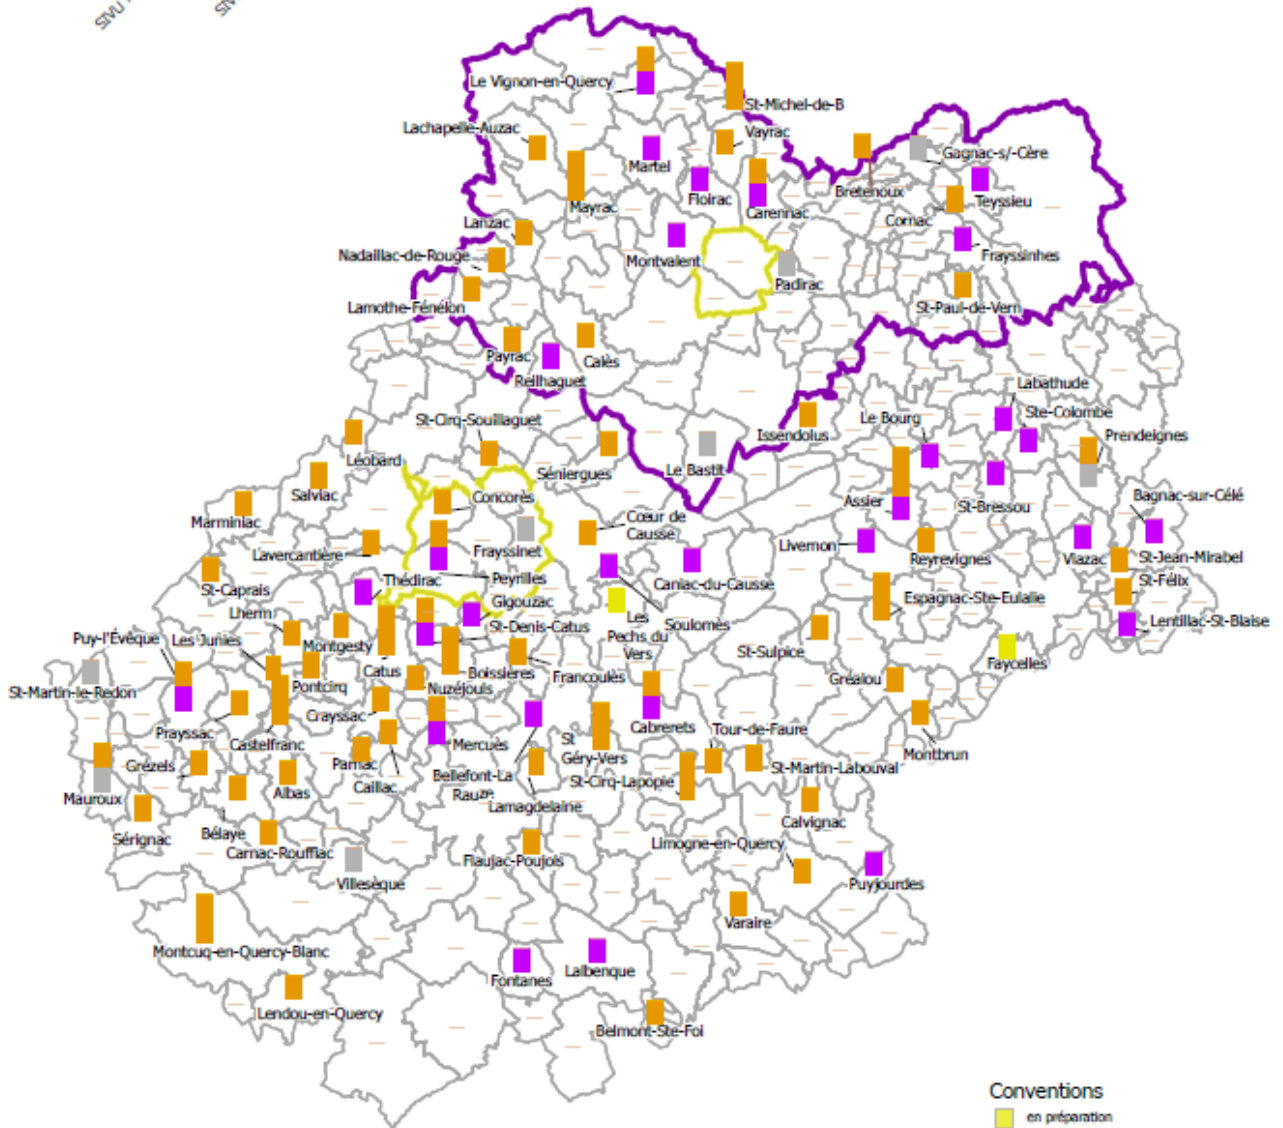 SIVU
SIV
Le Vignon-en-Quercy
St-Michel-de-B
Lachapelle-Auzac
Vayrac
Martel
Gagnac-s/-Cère
Floirac
Bretenoux
Teyssieu
Mayrac
Carennac
Cornac
Lanzac
Nadaillac-de-Rouge
Montvalent
Frayssinhes
Padirac
Lamothe-Fénelon
St-Paul-de-Vern
Payrac
Calès
Reilhaguet
Labathude
St-Cirq-Souillaguet
Issendolus
Le Bourg
Ste-Colombe
Prendeignes
Léobard
Séniergues
Le Bastit
Salviac
Concorès
Assier
St-Bressou
Bagnac-sur-Célé
Marminiac
Cœur de
Causse
Lavercantière
Frayssinet
Livernon
Reyrevignes
Viazac
St-Jean-Mirabel
St-Caprais
Thédirac
Peyrilles
Caniac-du-Causse
St-Félix
Lherm
Gigouzac
Les
Pechs du
Vers
Soulomès
Espagnac-Ste-Eulalie
Lentillac-St-Blaise
Puy-l'Évêque
Les Junies
Montgesty
St-Denis-Catus
St-Sulpice
Faycelles
St-Martin-le-Redon
Pontcirq
Catus
Boissières
Francoulès
Nuzéjouls
Gréalou
Prayssac
Crayssac
Cabrerets
Tour-de-Faure
Castelfranc
Mercuès
St
Géry-Vers
Montbrun
Grézels
Parnac
Bellefont-La
Rauze
St-Cirq-Lapopie
St-Martin-Labouval
Mauroux
Albas
Caillac
Lamagdelaine
Sérignac
Bélaye
Calvignac
Carnac-Rouffiac
Flaujac-Poujols
Limogne-en-Quercy
Villesèque
Puyjourdes
Varaire
Montcuq-en-Quercy-Blanc
Fontanes
Lalbenque
Lendou-en-Quercy
Belmont-Ste-Foi
Conventions
en préparation